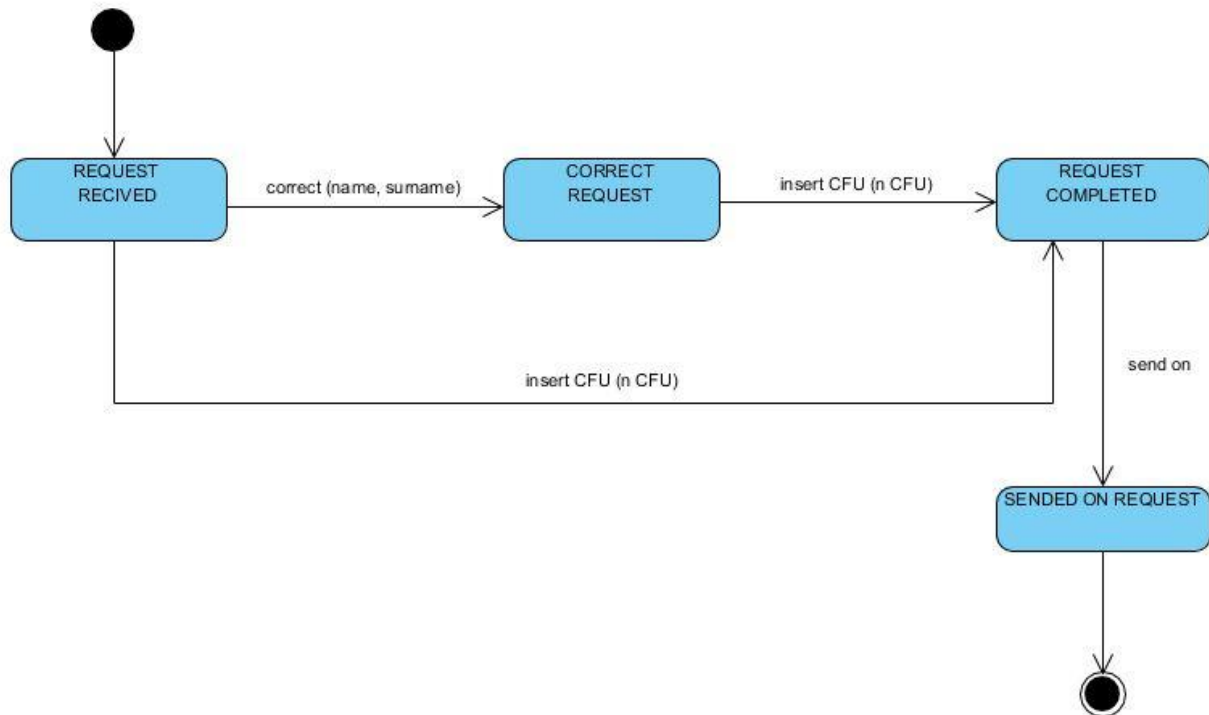 REQUEST
RECIVED
correct (name, surname)
CORRECT
REQUEST
insert CFU (n CFU)
REQUEST
COMPLETED
insert CFU (n CFU)
send on
SENDED ON REQUEST